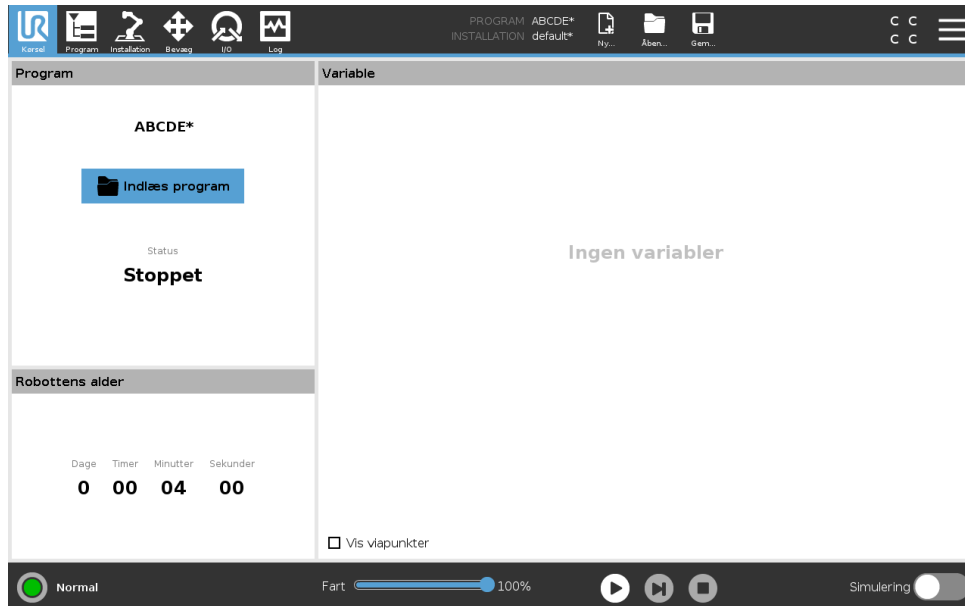 UR
PROGRAM ABCDE*
INSTALLATION default*
C C
C C
Kørsel Program Installation Bevæg I/O Log Ny... Åben... Gem...
Program
ABCDE*
Indlæs program
Status
Stoppet
Robottens alder
Dage Timer Minutter Sekunder
0 00 04 00
Variable
Ingen variabler
Vis viapunkter
Normal
Fart 100%
Simulering